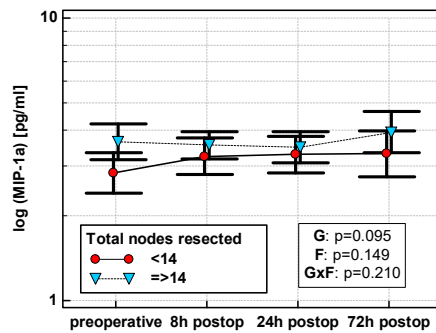 10
log (MIP-1a) [pg/ml]
Total nodes resected
<14
=>14
G: p=0.095
F: p=0.149
GxF: p=0.210
1
preoperative 8h postop 24h postop 72h postop